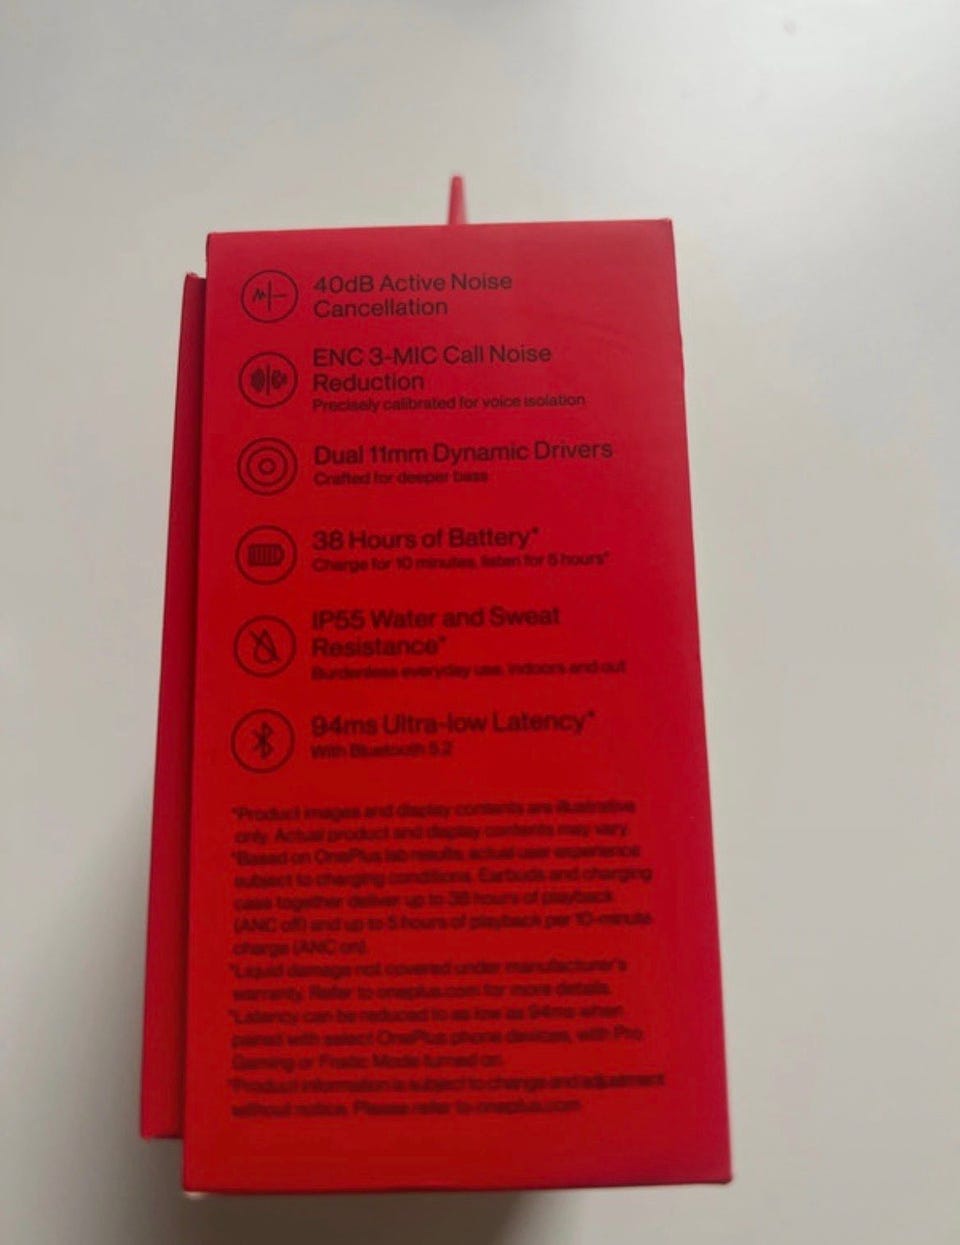 40dB Active Noise
Cancellation
ENC 3-MIC Call Noise
Reduction
Precisely calibrated for voice isolation
Dual 11mm Dynamic Drivers
Crafted for deeper bass
38 Hours of Battery*
Charge for 10 minutes, listen for 5 hours*
IP55 Water and Sweat
Resistance*
Burdenless everyday use, indoors and out
94ms Ultra-low Latency*
With Bluetooth 5.2
*Product images and display contents are illustrative
only. Actual product and display contents may vary.
*Based on OnePlus lab results; actual user experience
subject to charging conditions. Earbuds and charging
case together deliver up to 38 hours of playback
(ANC off) and up to 5 hours of playback per 10-minute
charge (ANC on).
*Liquid damage not covered under manufacturer's
warranty. Refer to oneplus.com for more details.
*Latency can be reduced to as low as 94ms when
paired with select OnePlus phone devices, with Pro
Gaming or Fnatic Mode turned on.
*Product information is subject to change and adjustment
without notice. Please refer to oneplus.com